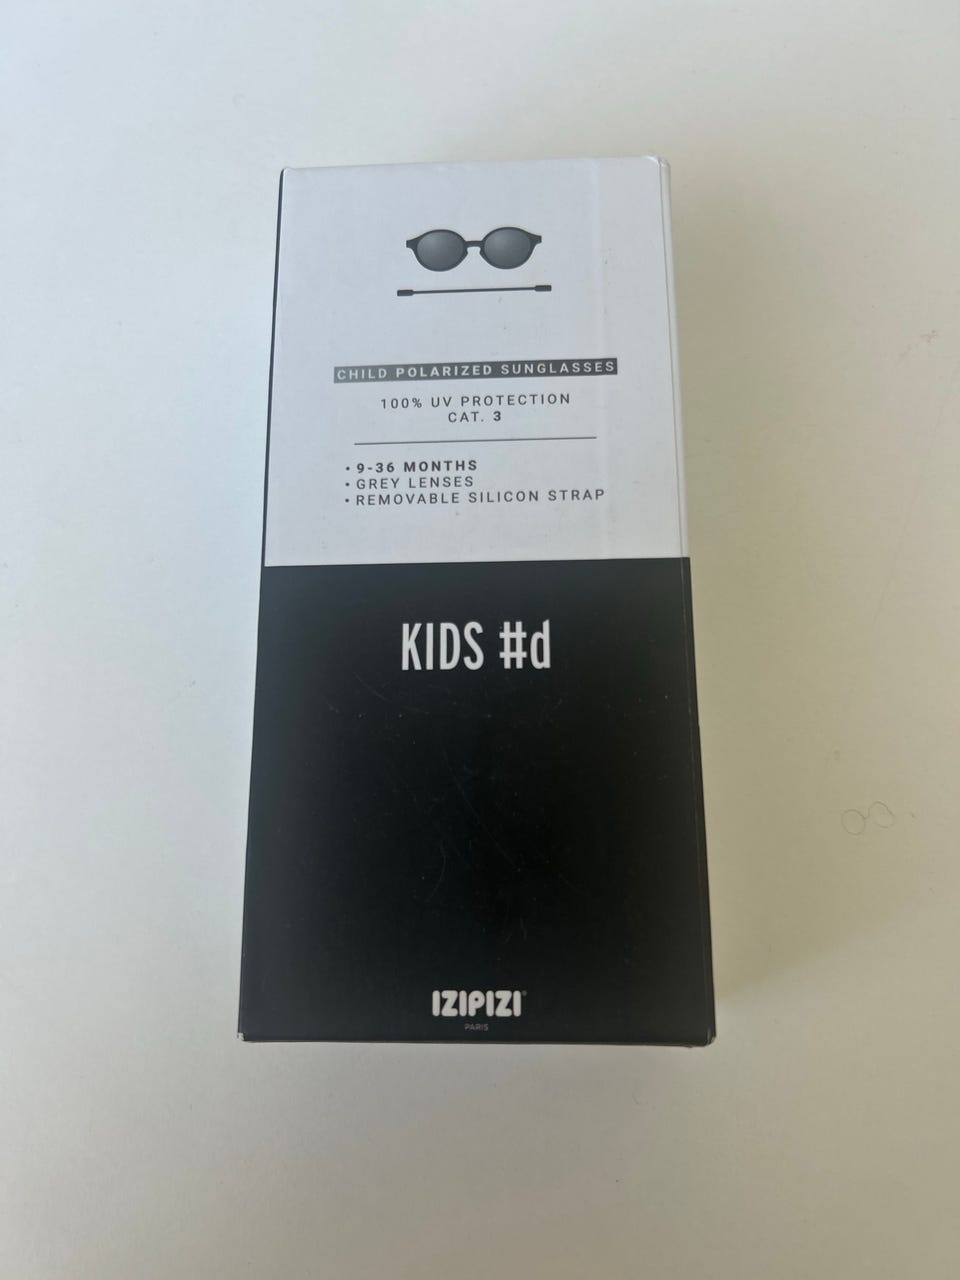 CHILD POLARIZED SUNGLASSES
100% UV PROTECTION
CAT. 3
• 9-36 MONTHS
• GREY LENSES
• REMOVABLE SILICON STRAP
KIDS #d
IZIPIZI®
PARIS